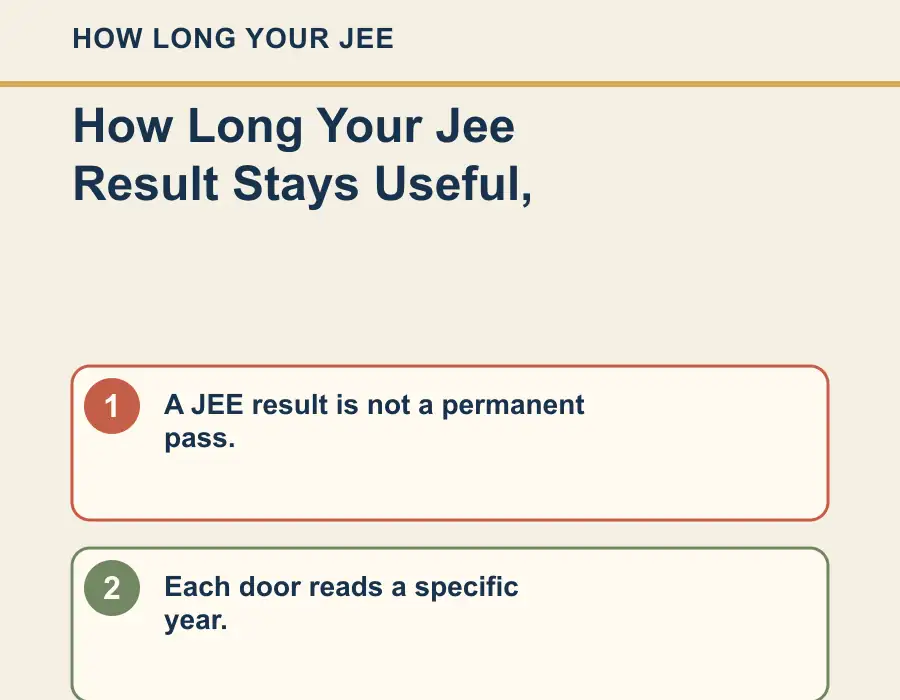 HOW LONG YOUR JEE
How Long Your Jee
Result Stays Useful,
1
A JEE result is not a permanent
pass.
2
Each door reads a specific
year.